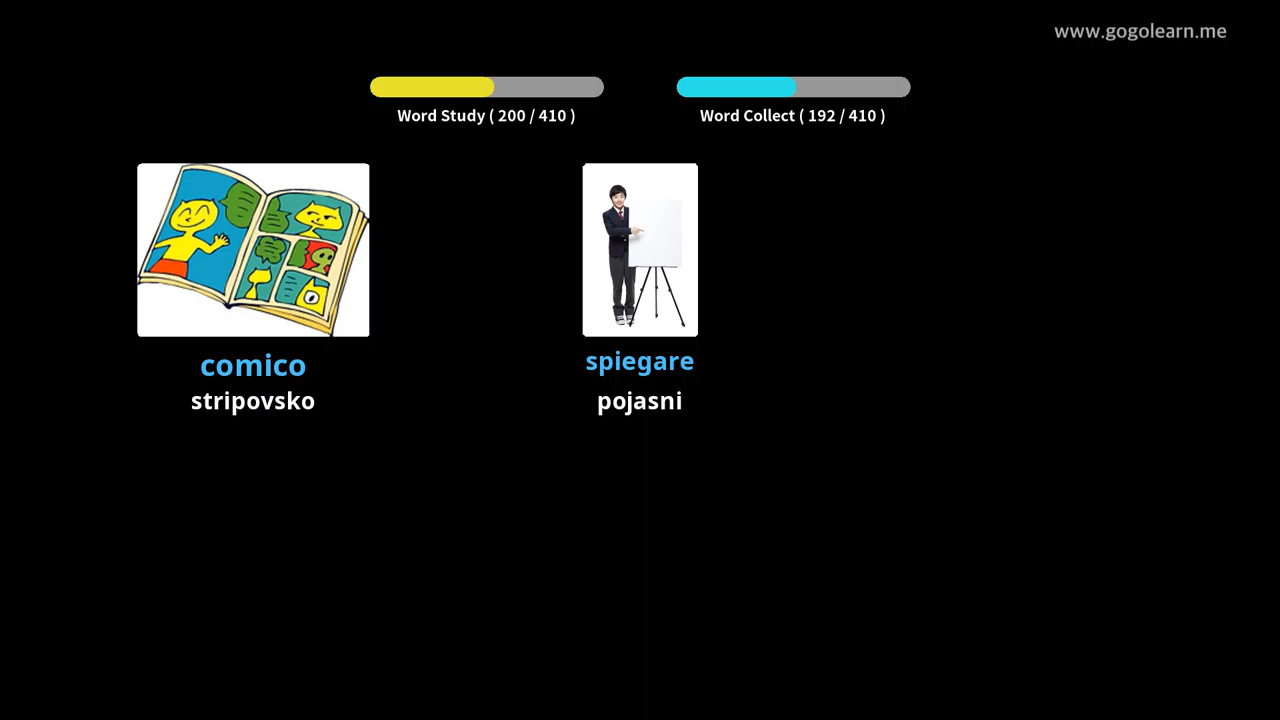 www.gogolearn.me
Word Study ( 200 / 410 )
Word Collect ( 192 / 410 )
comico
stripovsko
spiegare
pojasni